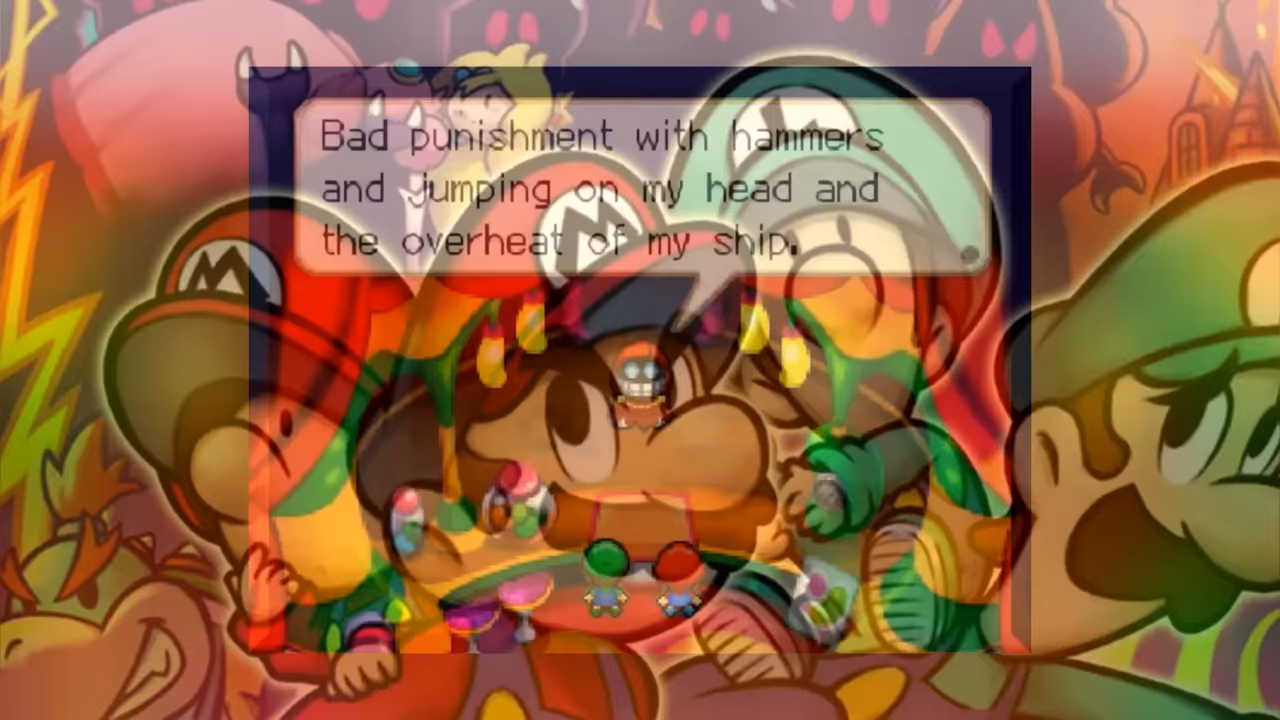 Bad punishment with hammers
and jumping on my head and
the overheat of my ship.
M
M
L